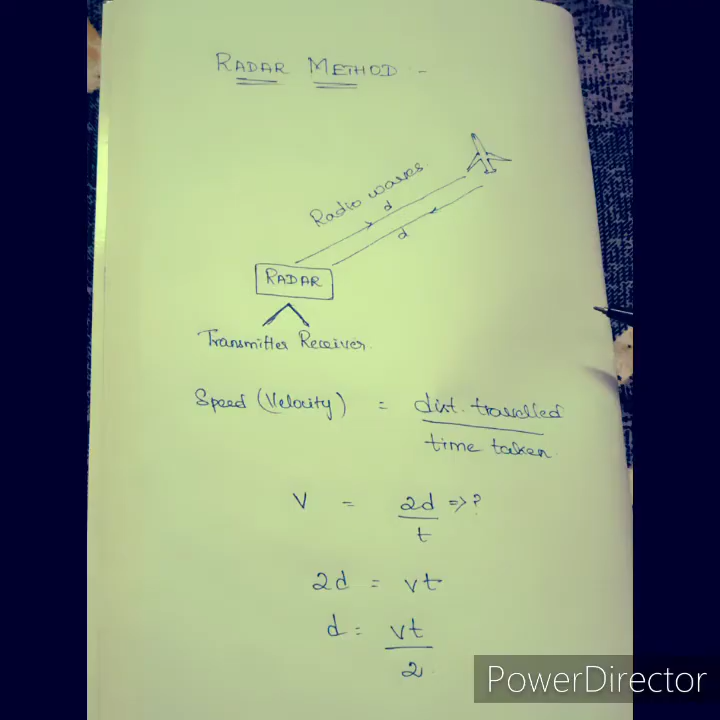 RADAR METHOD -
Radio waves
d
d
RADAR
Transmitter Receiver.
Speed (Velocity) = dist. travelled
time taken.
V = 2d => ?
t
2d = vt
d = vt
2
PowerDirector